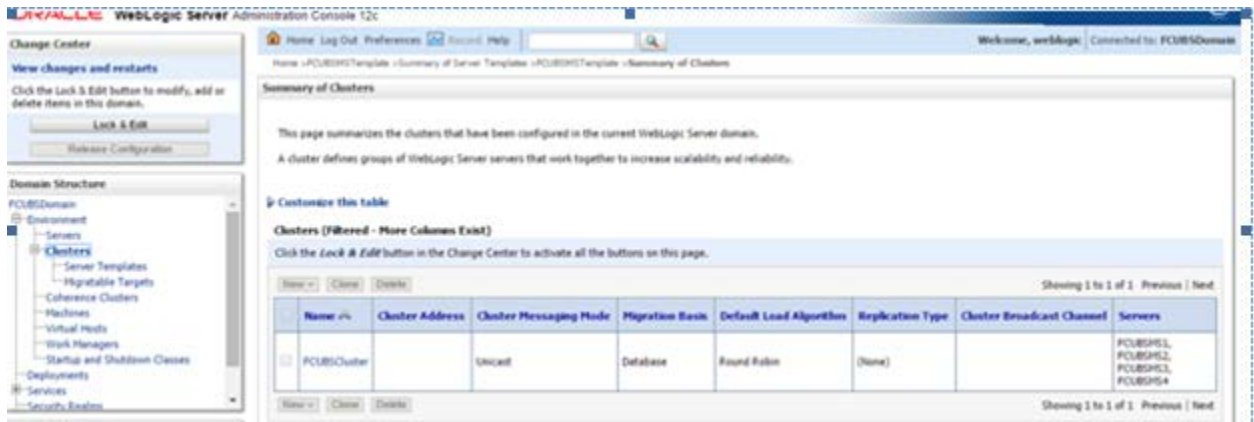 ORACLE WebLogic Server Administration Console 12c
Change Center
View changes and restarts
Click the Lock & Edit button to modify, add or
delete items in this domain.
Lock & Edit
Release Configuration
Domain Structure
FCUBSDomain
Environment
Servers
Clusters
Server Templates
Migratable Targets
Coherence Clusters
Machines
Virtual Hosts
Work Managers
Startup and Shutdown Classes
Deployments
Services
Security Realms
Home Log Out Preferences Record Help
Welcome, weblogic Connected to: FCUBSDomain
Home >FCUBSMSTemplate >Summary of Server Templates >FCUBSMSTemplate >Summary of Clusters
Summary of Clusters
This page summarizes the clusters that have been configured in the current WebLogic Server domain.
A cluster defines groups of WebLogic Server servers that work together to increase scalability and reliability.
Customize this table
Clusters (Filtered - More Columns Exist)
Click the Lock & Edit button in the Change Center to activate all the buttons on this page.
New Clone Delete Showing 1 to 1 of 1 Previous | Next
Name Cluster Address Cluster Messaging Mode Migration Basis Default Load Algorithm Replication Type Cluster Broadcast Channel Servers
FCUBSCluster Unicast Database Round Robin (None) FCUBSMS1,
FCUBSMS2,
FCUBSMS3,
FCUBSMS4
New Clone Delete Showing 1 to 1 of 1 Previous | Next